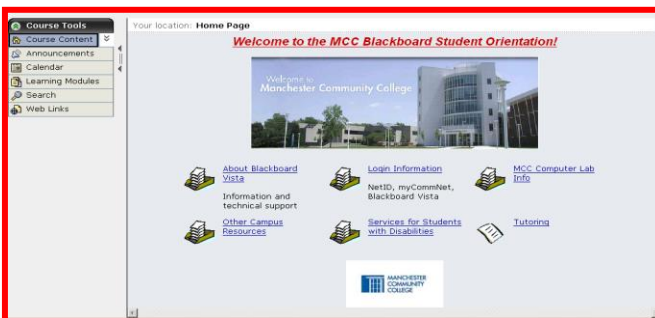 Course Tools
Course Content
Announcements
Calendar
Learning Modules
Search
Web Links
Your location: Home Page
Welcome to the MCC Blackboard Student Orientation!
Welcome to
Manchester Community College
About Blackboard
Vista
Information and
technical support
Login Information
NetID, myCommNet,
Blackboard Vista
MCC Computer Lab
Info
Other Campus
Resources
Services for Students
with Disabilities
Tutoring
MANCHESTER
COMMUNITY
COLLEGE